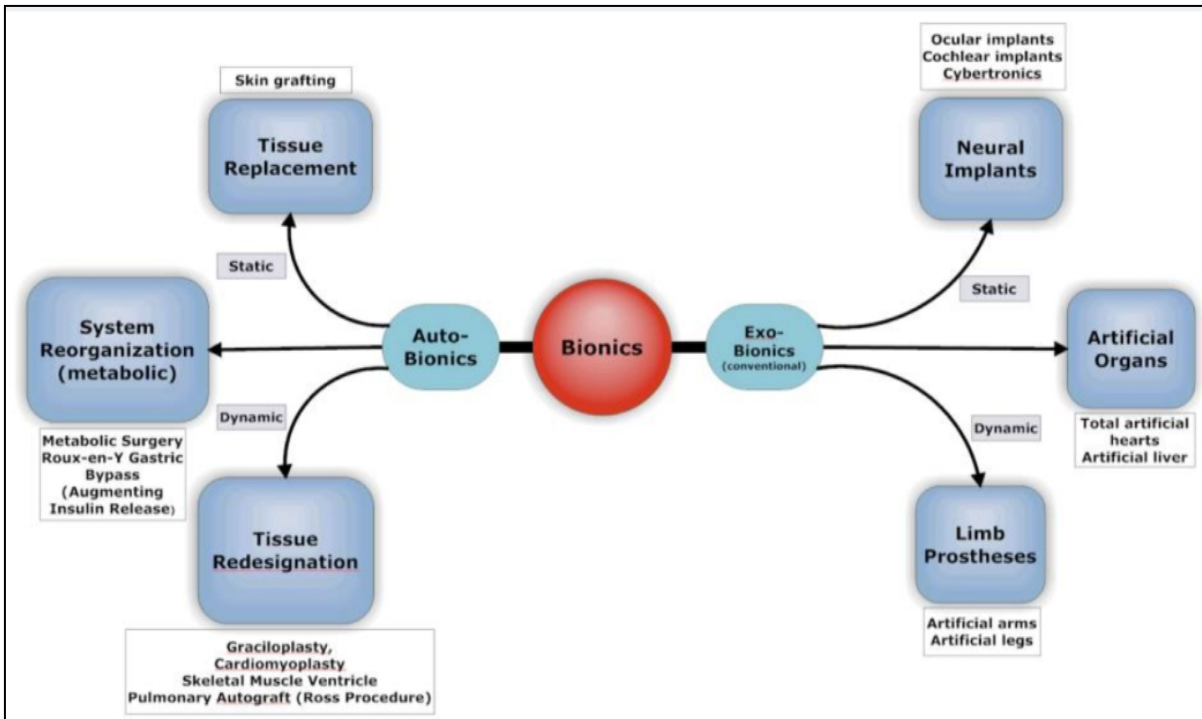 Skin grafting
Tissue
Replacement
Static
System
Reorganization
(metabolic)
Metabolic Surgery
Roux-en-Y Gastric
Bypass
(Augmenting
Insulin Release)
Dynamic
Tissue
Redesignation
Graciloplasty,
Cardiomyoplasty
Skeletal Muscle Ventricle
Pulmonary Autograft (Ross Procedure)
Auto-
Bionics
Bionics
Exo-
Bionics
(conventional)
Ocular implants
Cochlear implants
Cybertronics
Neural
Implants
Static
Artificial
Organs
Total artificial
hearts
Artificial liver
Dynamic
Limb
Prostheses
Artificial arms
Artificial legs